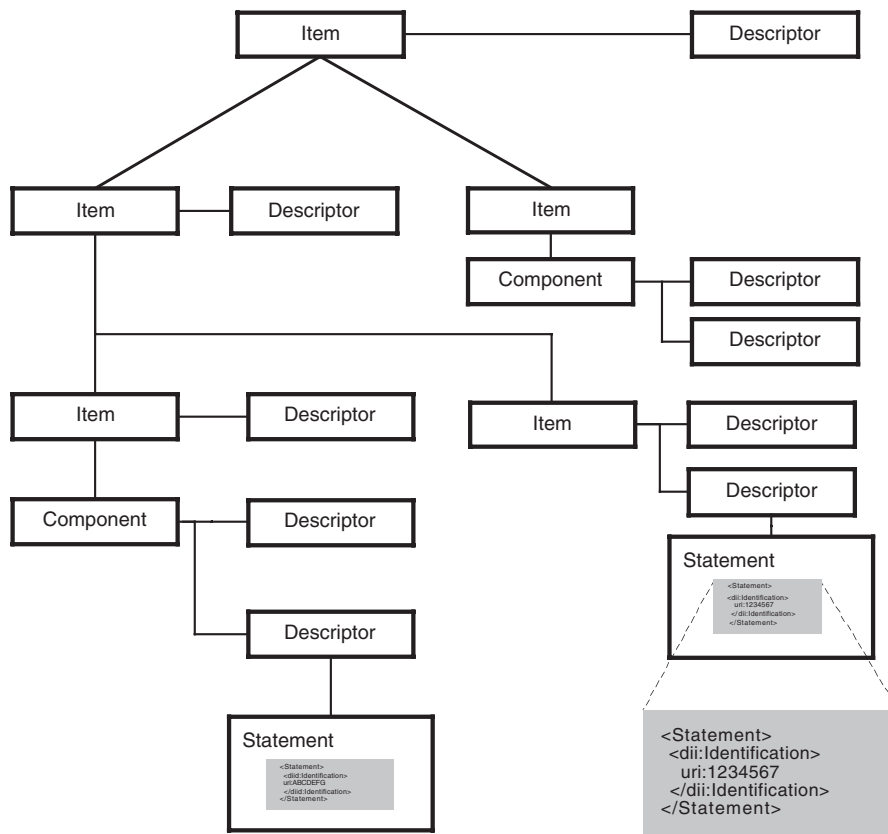 Item
Descriptor
Item
Descriptor
Item
Component
Descriptor
Descriptor
Item
Descriptor
Item
Descriptor
Descriptor
Component
Descriptor
Descriptor
Statement
<Statement>
<dii:Identification>
uri:1234567
</dii:Identification>
</Statement>
Statement
<Statement>
<diid:Identification>
uri:ABCDEFG
</diid:Identification>
</Statement>
<Statement>
<dii:Identification>
uri:1234567
</dii:Identification>
</Statement>